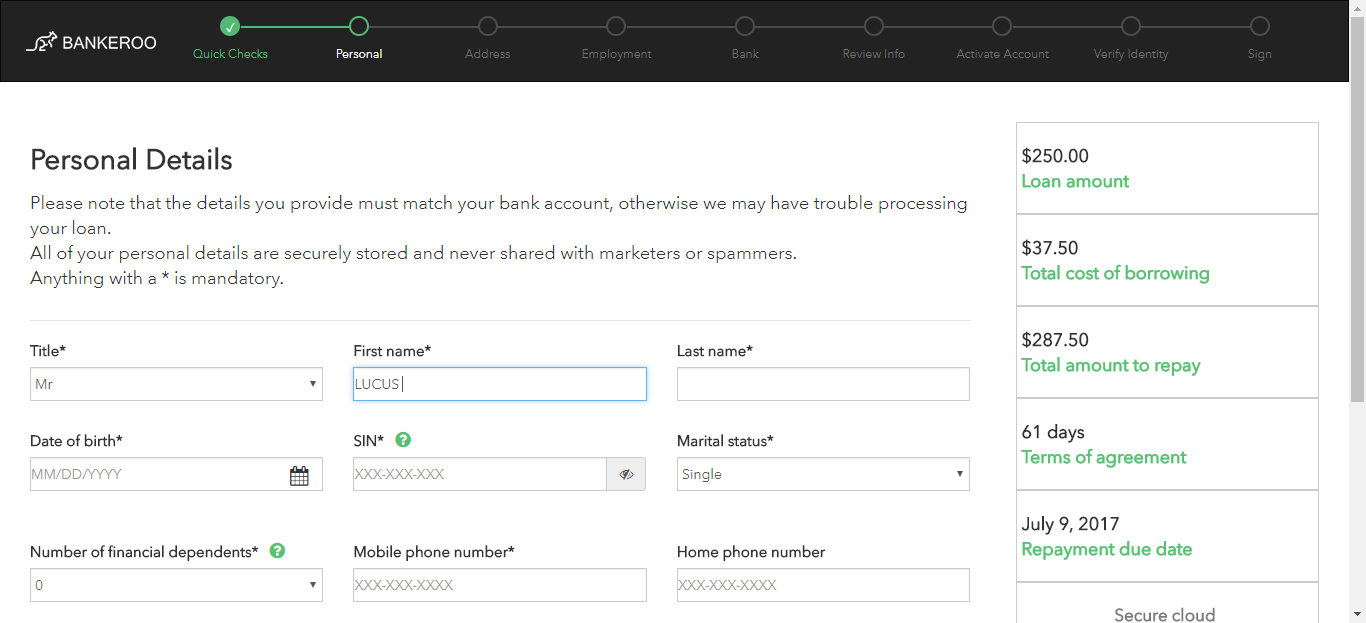 BANKEROO
Quick Checks
Personal
Address
Employment
Bank
Review Info
Activate Account
Verify Identity
Sign
Personal Details
Please note that the details you provide must match your bank account, otherwise we may have trouble processing
your loan.
All of your personal details are securely stored and never shared with marketers or spammers.
Anything with a * is mandatory.
Title*
First name*
Last name*
Mr
LUCUS
Date of birth*
SIN* ?
Marital status*
MM/DD/YYYY
XXX-XXX-XXX
Single
Number of financial dependents* ?
Mobile phone number*
Home phone number
0
XXX-XXX-XXXX
XXX-XXX-XXXX
$250.00
Loan amount
$37.50
Total cost of borrowing
$287.50
Total amount to repay
61 days
Terms of agreement
July 9, 2017
Repayment due date
Secure cloud